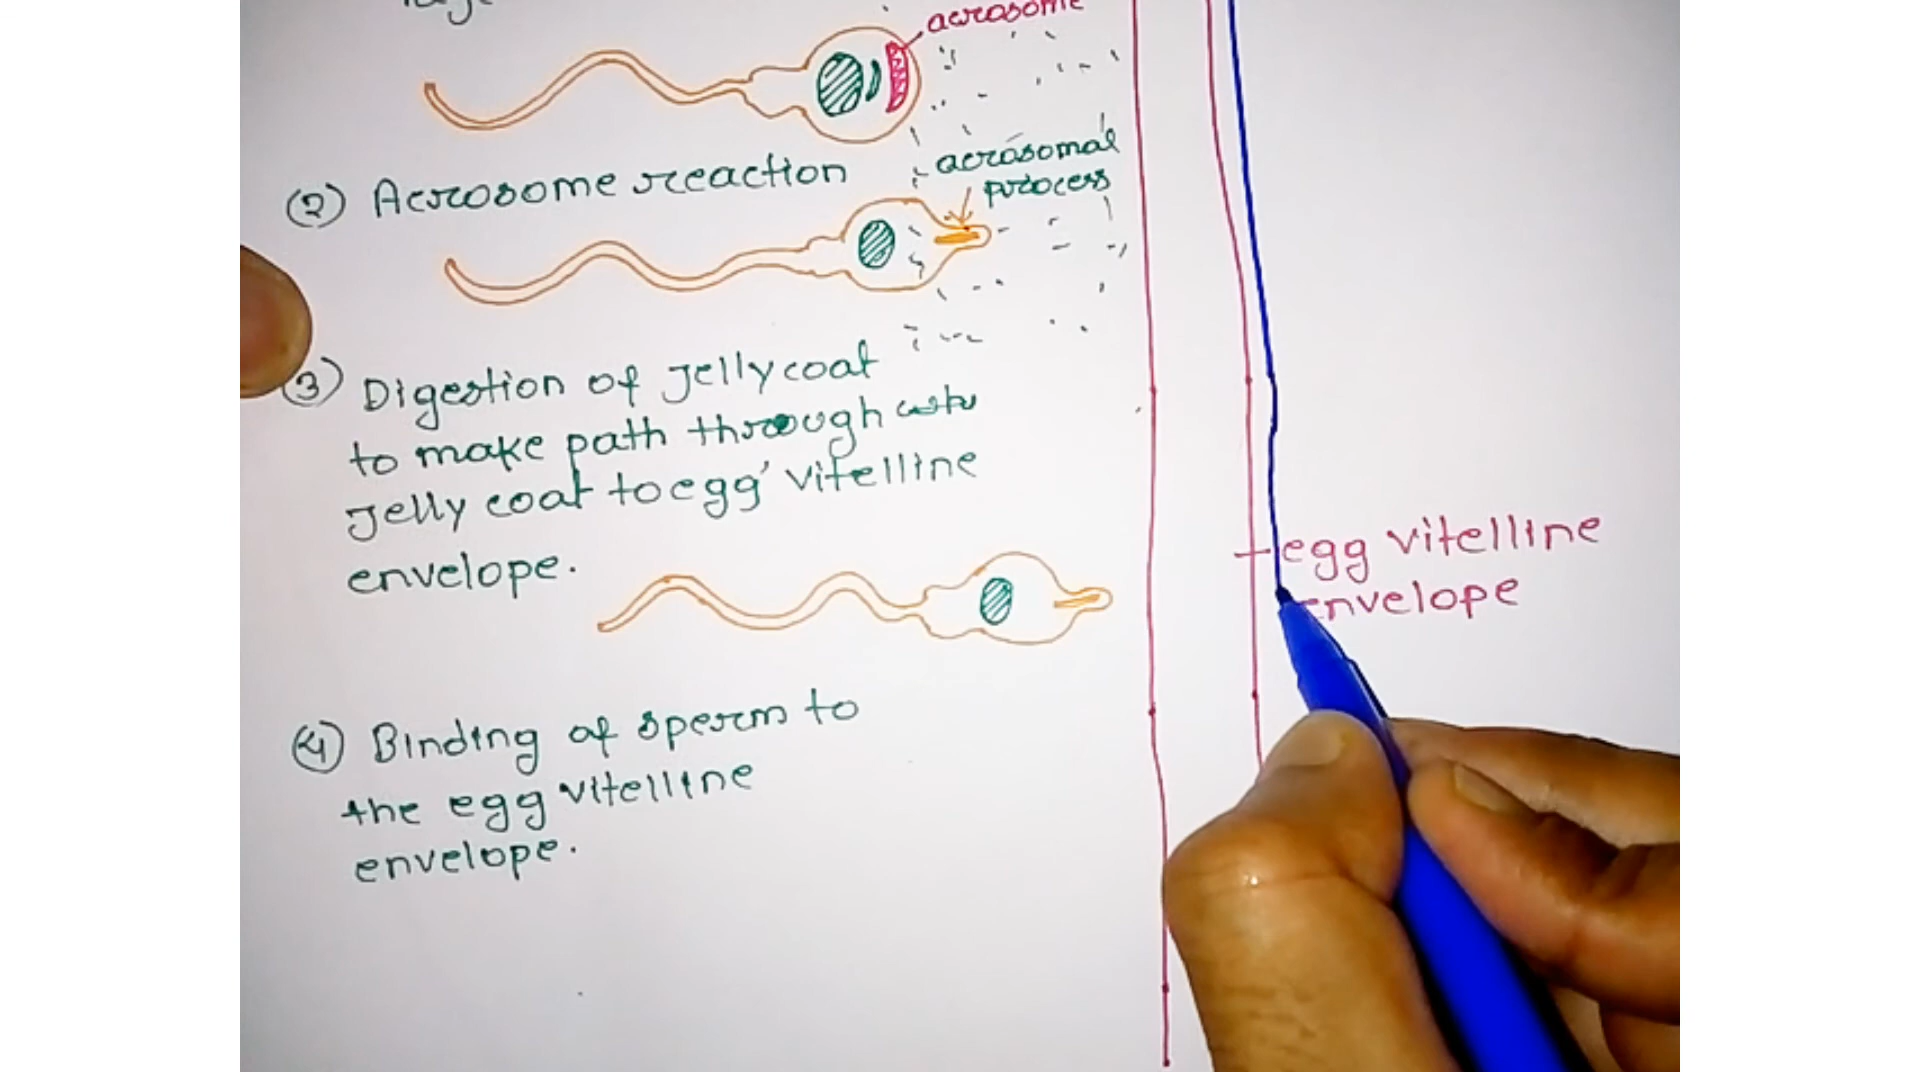 acrosome
(2) Acrosome reaction
acrosomal
process
(3) Digestion of Jelly coat
to make path through
Jelly coat to egg' vitelline
envelope.
egg vitelline
envelope
(4) Binding of sperm to
the egg vitelline
envelope.